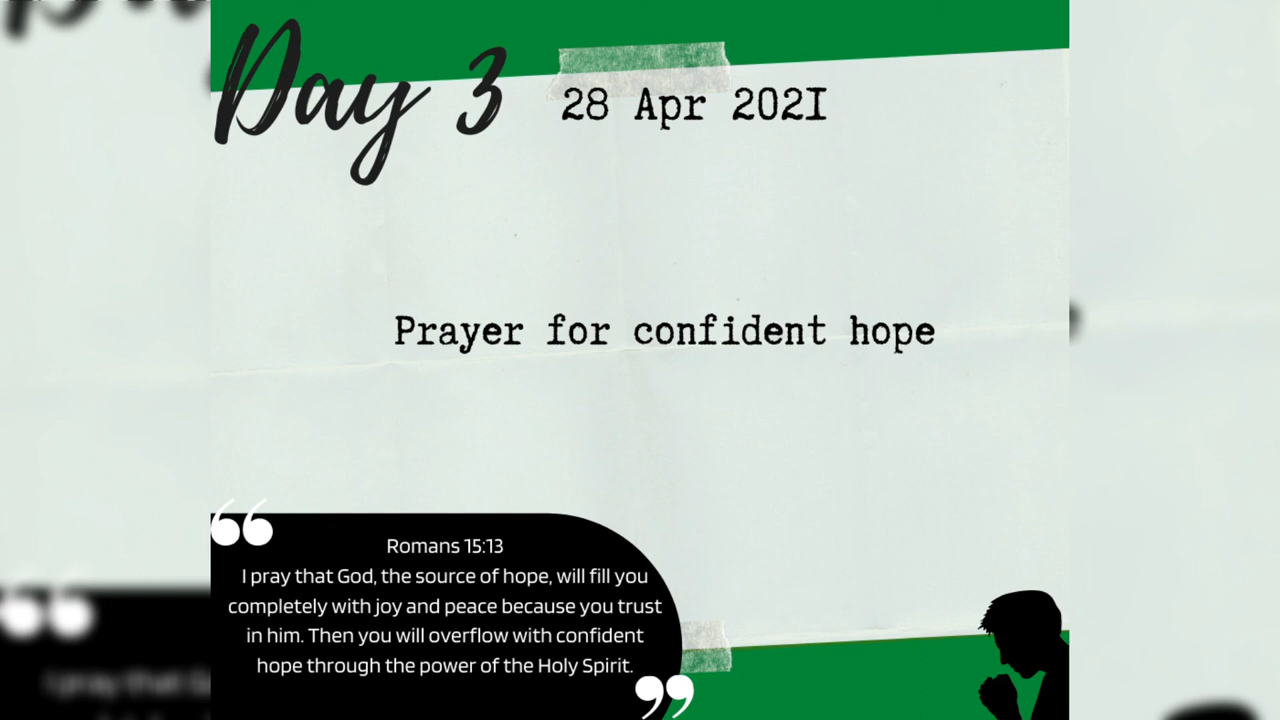 Day 3
28 Apr 2021
Prayer for confident hope
Romans 15:13
I pray that God, the source of hope, will fill you
completely with joy and peace because you trust
in him. Then you will overflow with confident
hope through the power of the Holy Spirit.